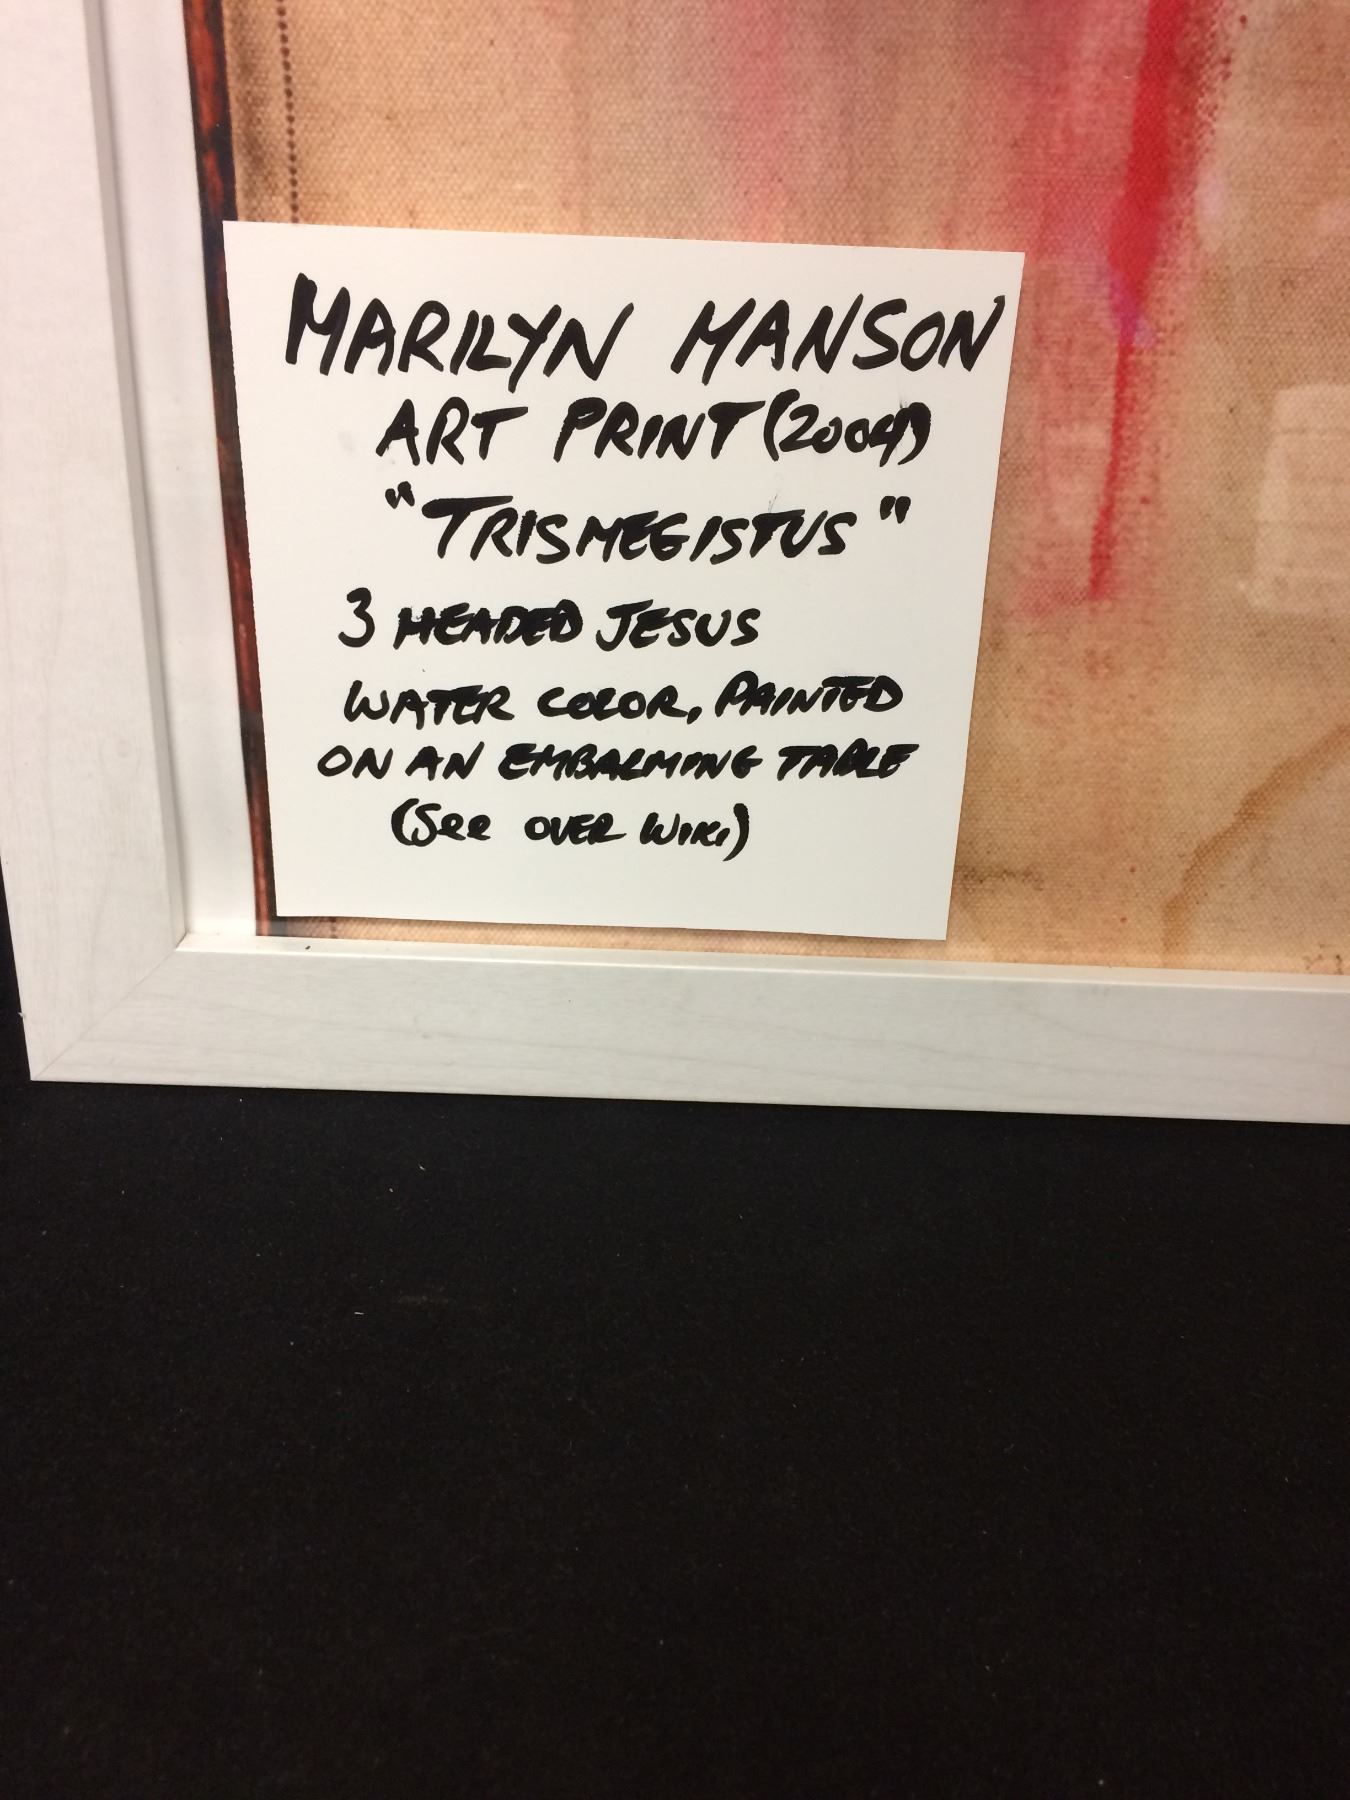 MARILYN MANSON
ART PRINT (2004)
"TRISMEGISTUS"
3 HEADED JESUS
WATER COLOR, PAINTED
ON AN EMBALMING TABLE
(See OVER WIKI)